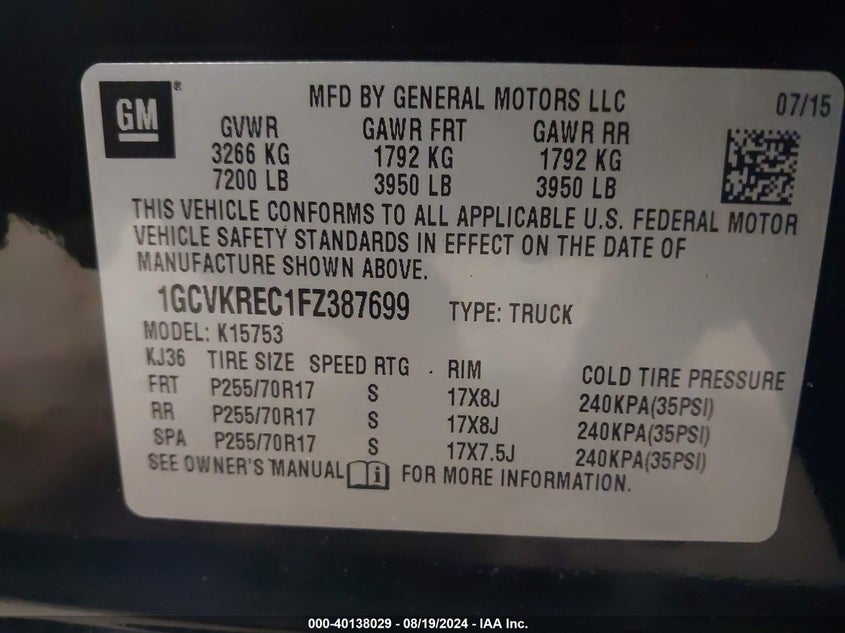 GM ®
MFD BY GENERAL MOTORS LLC 07/15
GVWR GAWR FRT GAWR RR
3266 KG 1792 KG 1792 KG
7200 LB 3950 LB 3950 LB
THIS VEHICLE CONFORMS TO ALL APPLICABLE U.S. FEDERAL MOTOR
VEHICLE SAFETY STANDARDS IN EFFECT ON THE DATE OF
MANUFACTURE SHOWN ABOVE.
1GCVKREC1FZ387699 TYPE: TRUCK
MODEL: K15753
KJ36 TIRE SIZE SPEED RTG RIM COLD TIRE PRESSURE
FRT P255/70R17 S 17X8J 240KPA(35PSI)
RR P255/70R17 S 17X8J 240KPA(35PSI)
SPA P255/70R17 S 17X7.5J 240KPA(35PSI)
SEE OWNER'S MANUAL i FOR MORE INFORMATION.
000-40138029 - 08/19/2024 - IAA Inc.